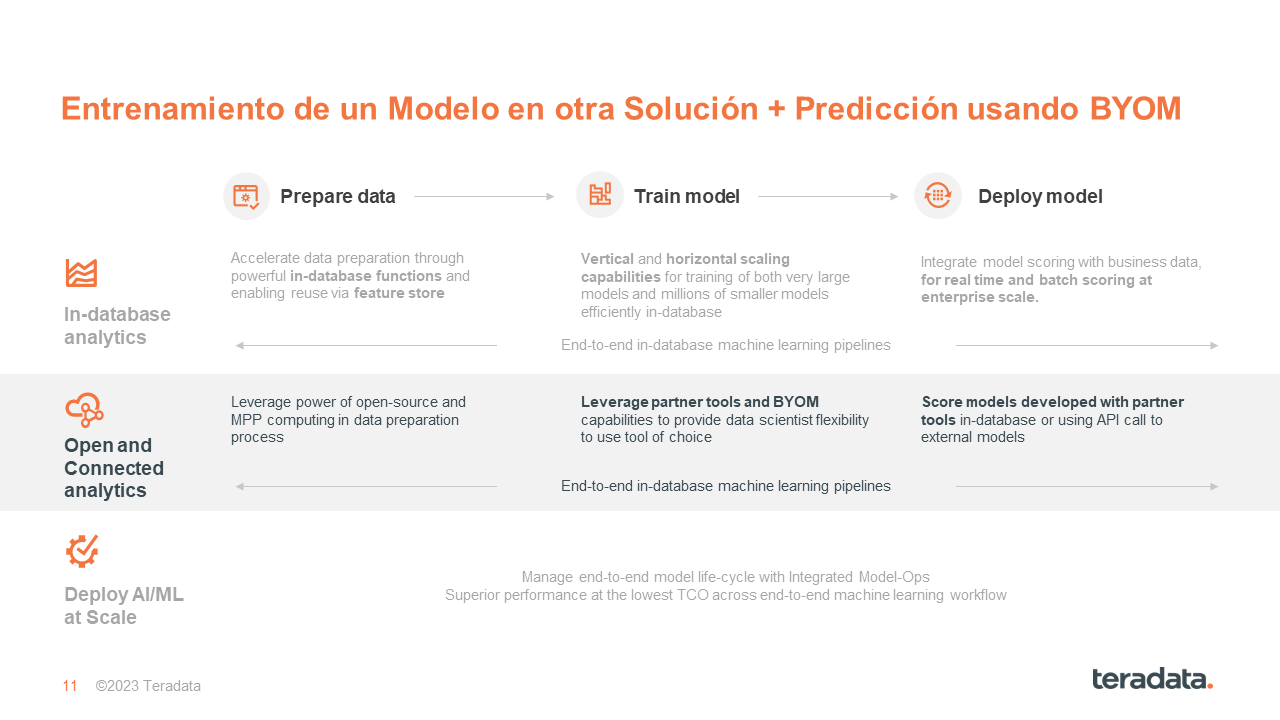 Entrenamiento de un Modelo en otra Solución + Predicción usando BYOM
Prepare data
Train model
Deploy model
In-database
analytics
Accelerate data preparation through
powerful in-database functions and
enabling reuse via feature store
Vertical and horizontal scaling
capabilities for training of both very large
models and millions of smaller models
efficiently in-database
Integrate model scoring with business data,
for real time and batch scoring at
enterprise scale.
End-to-end in-database machine learning pipelines
Open and
Connected
analytics
Leverage power of open-source and
MPP computing in data preparation
process
Leverage partner tools and BYOM
capabilities to provide data scientist flexibility
to use tool of choice
Score models developed with partner
tools in-database or using API call to
external models
End-to-end in-database machine learning pipelines
Deploy AI/ML
at Scale
Manage end-to-end model life-cycle with Integrated Model-Ops
Superior performance at the lowest TCO across end-to-end machine learning workflow
11 ©2023 Teradata
teradata.